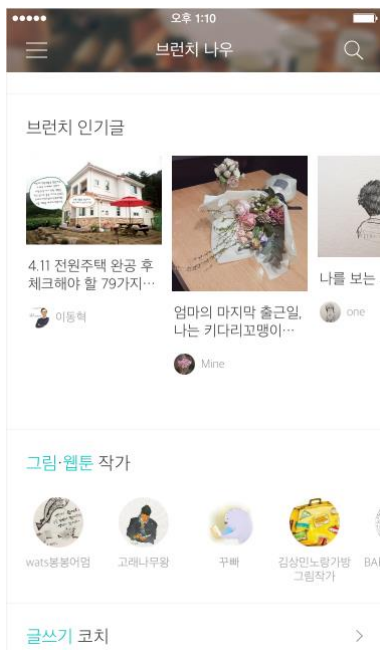 오후 1:10
브런치 나우
브런치 인기글
4.11 전원주택 완공 후
체크해야 할 79가지…
이동혁
엄마의 마지막 출근일,
나는 키다리꼬맹이…
Mine
나를 보는
one
그림·웹툰 작가
wats봉봉어멈
고래나무왕
꾸빠
김상민노랑가방
그림작가
BAI
글쓰기 코치